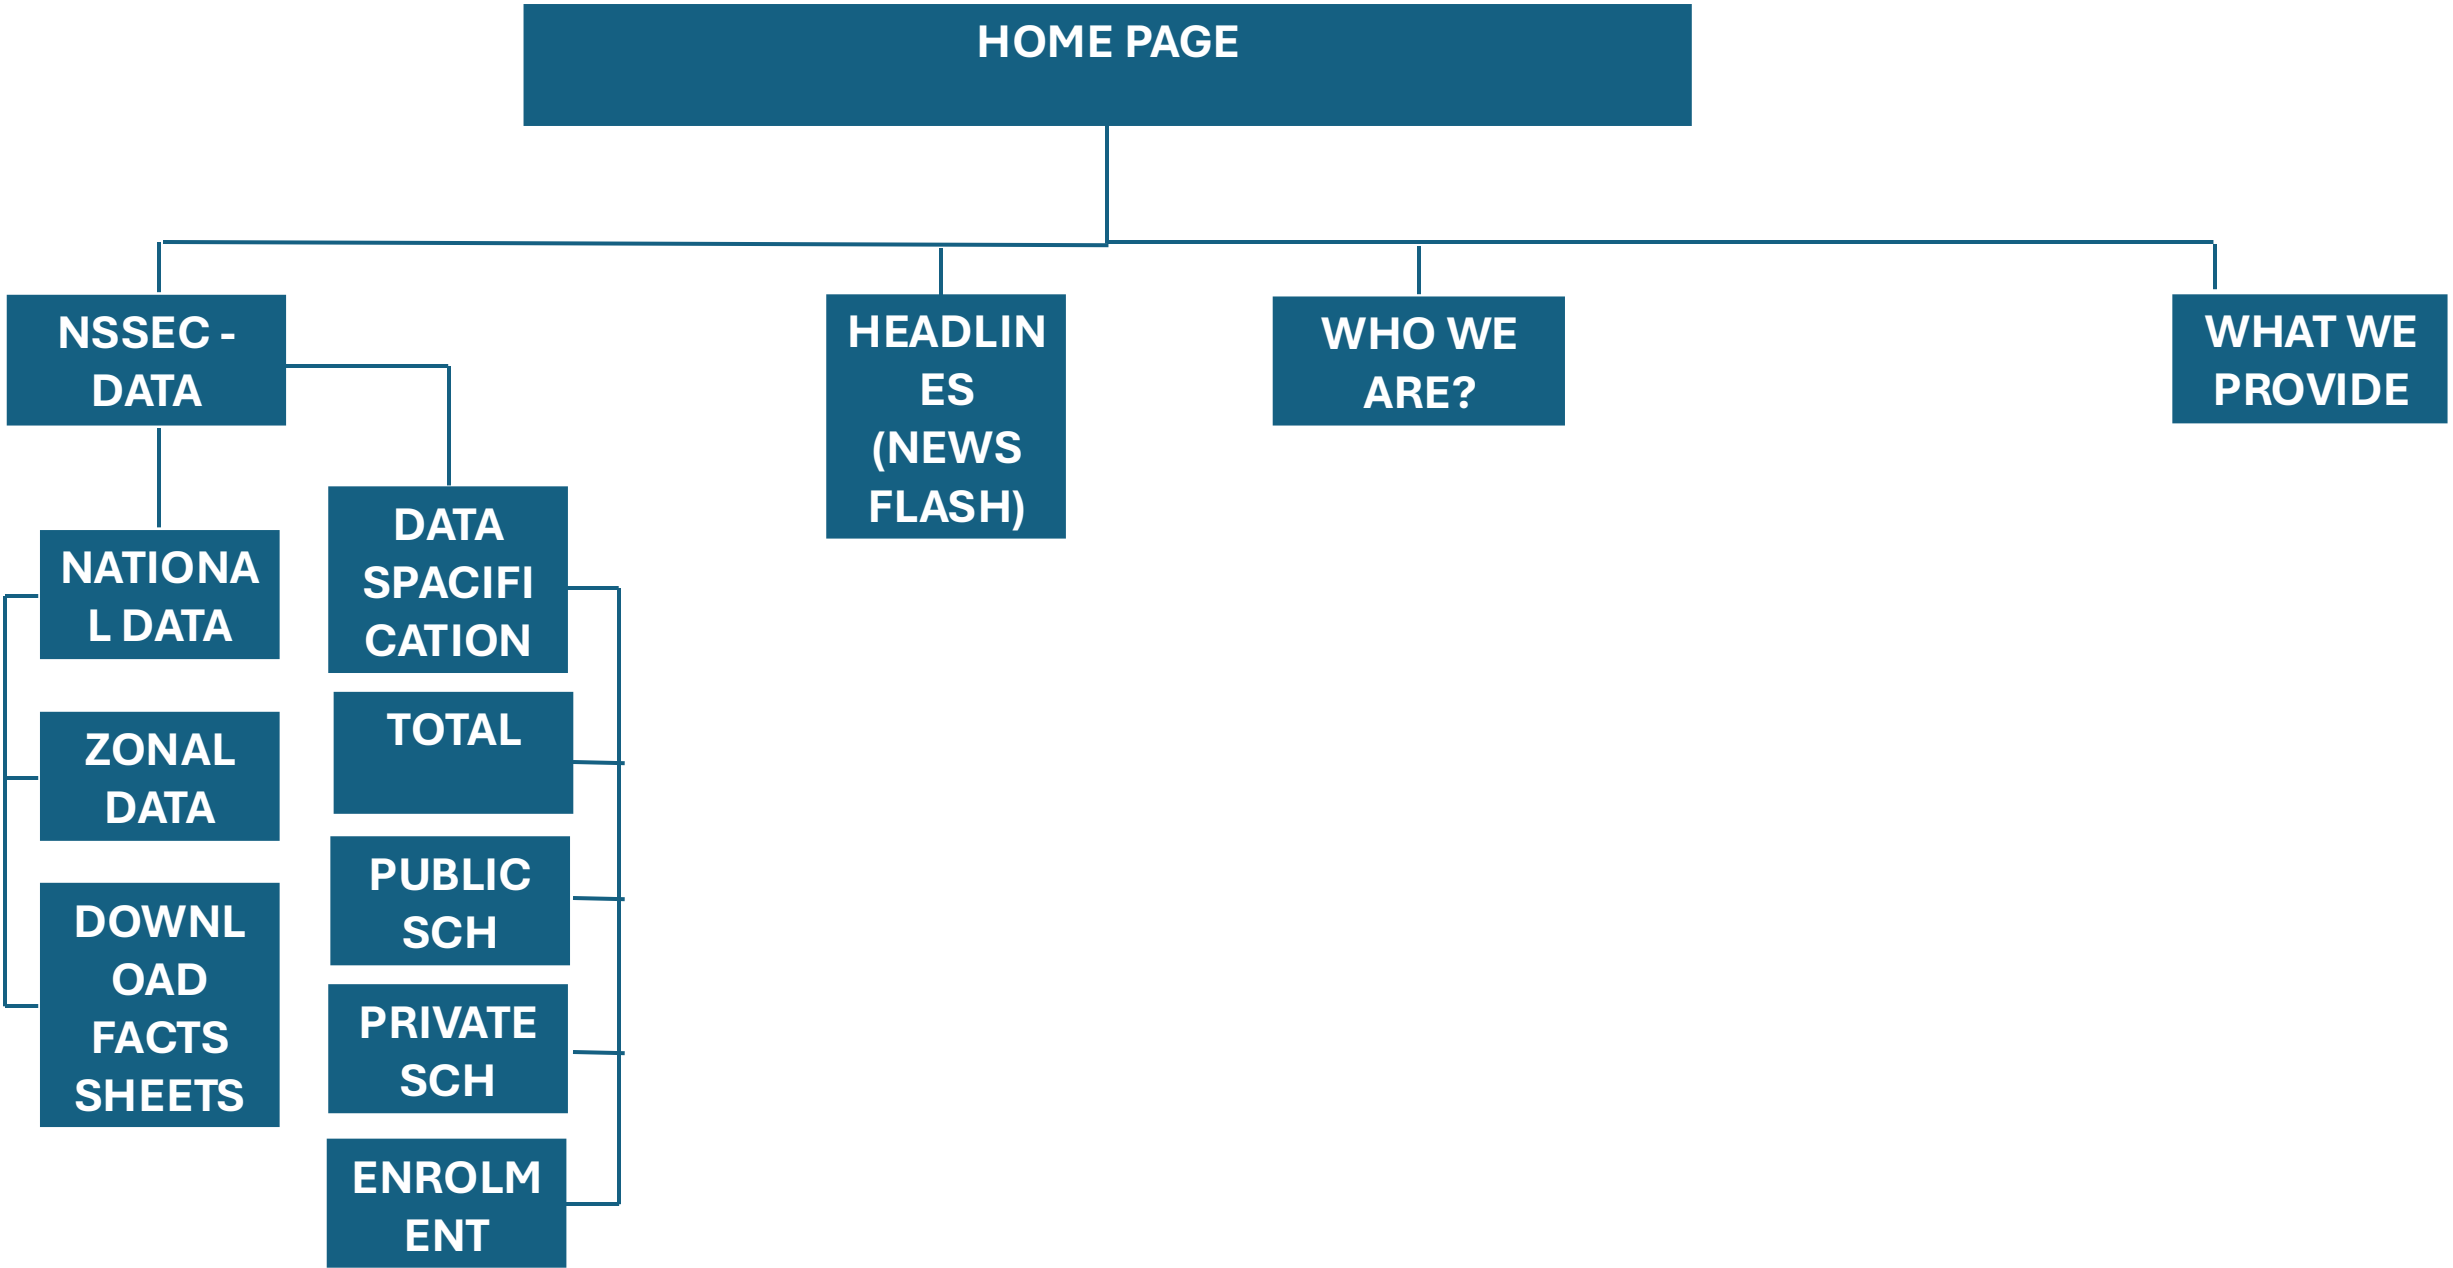 HOME PAGE
NSSEC -
DATA
HEADLIN
ES
(NEWS
FLASH)
WHO WE
ARE?
WHAT WE
PROVIDE
NATIONA
L DATA
ZONAL
DATA
DOWNL
OAD
FACTS
SHEETS
DATA
SPACIFI
CATION
TOTAL
PUBLIC
SCH
PRIVATE
SCH
ENROLM
ENT